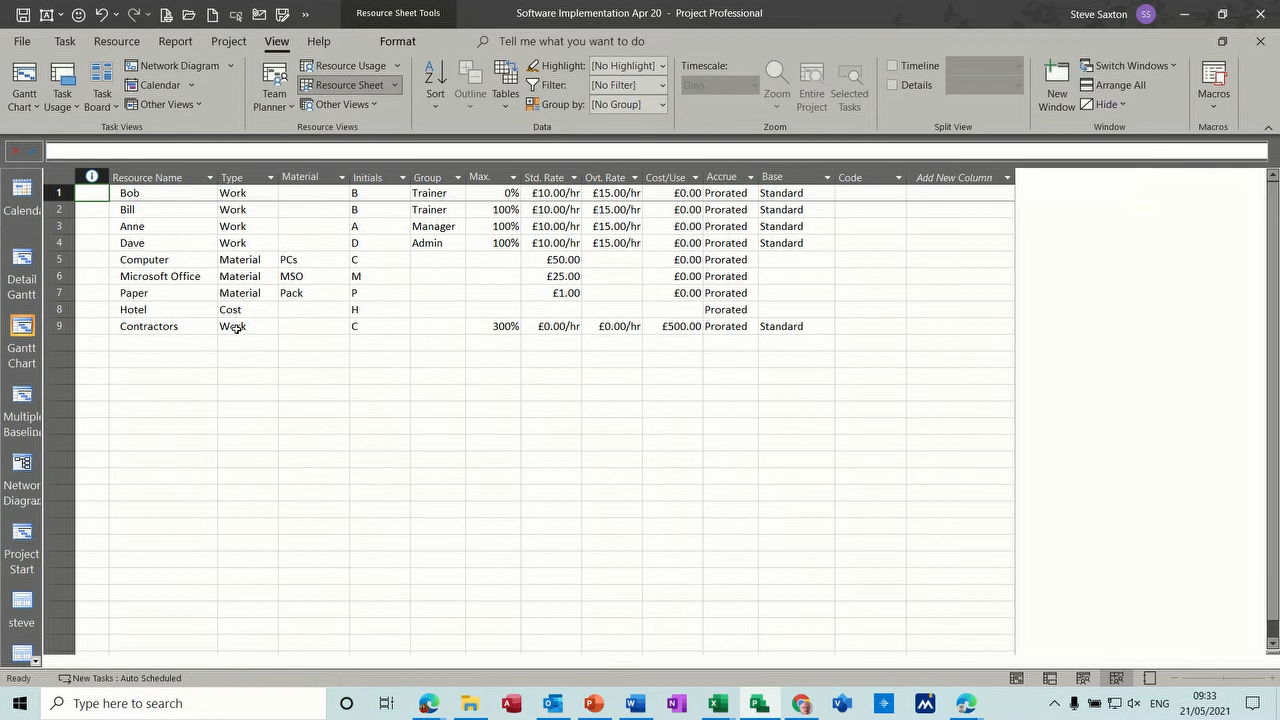 Resource Sheet Tools
Software Implementation Apr 20 - Project Professional
Steve Saxton SS
File Task Resource Report Project View Help Format Tell me what you want to do
Gantt Chart
Task Usage
Task Board
Network Diagram
Calendar
Other Views
Task Views
Team Planner
Resource Usage
Resource Sheet
Other Views
Resource Views
Sort
Outline
Tables
Highlight: [No Highlight]
Filter: [No Filter]
Group by: [No Group]
Data
Timescale:
Days
Zoom
Entire Project
Selected Tasks
Zoom
Timeline
Details
Split View
New Window
Switch Windows
Arrange All
Hide
Window
Macros
Macros
Resource Name Type Material Initials Group Max. Std. Rate Ovt. Rate Cost/Use Accrue Base Code Add New Column
1 Bob Work B Trainer 0% £10.00/hr £15.00/hr £0.00 Prorated Standard
2 Bill Work B Trainer 100% £10.00/hr £15.00/hr £0.00 Prorated Standard
3 Anne Work A Manager 100% £10.00/hr £15.00/hr £0.00 Prorated Standard
4 Dave Work D Admin 100% £10.00/hr £15.00/hr £0.00 Prorated Standard
5 Computer Material PCs C £50.00 £0.00 Prorated
6 Microsoft Office Material MSO M £25.00 £0.00 Prorated
7 Paper Material Pack P £1.00 £0.00 Prorated
8 Hotel Cost H Prorated
9 Contractors Work C 300% £0.00/hr £0.00/hr £500.00 Prorated Standard
Calenda
Detail
Gantt
Gantt
Chart
Multiple
Baselin
Network
Diagra
Project
Start
steve
Ready New Tasks : Auto Scheduled
Type here to search
ENG
09:33
21/05/2021